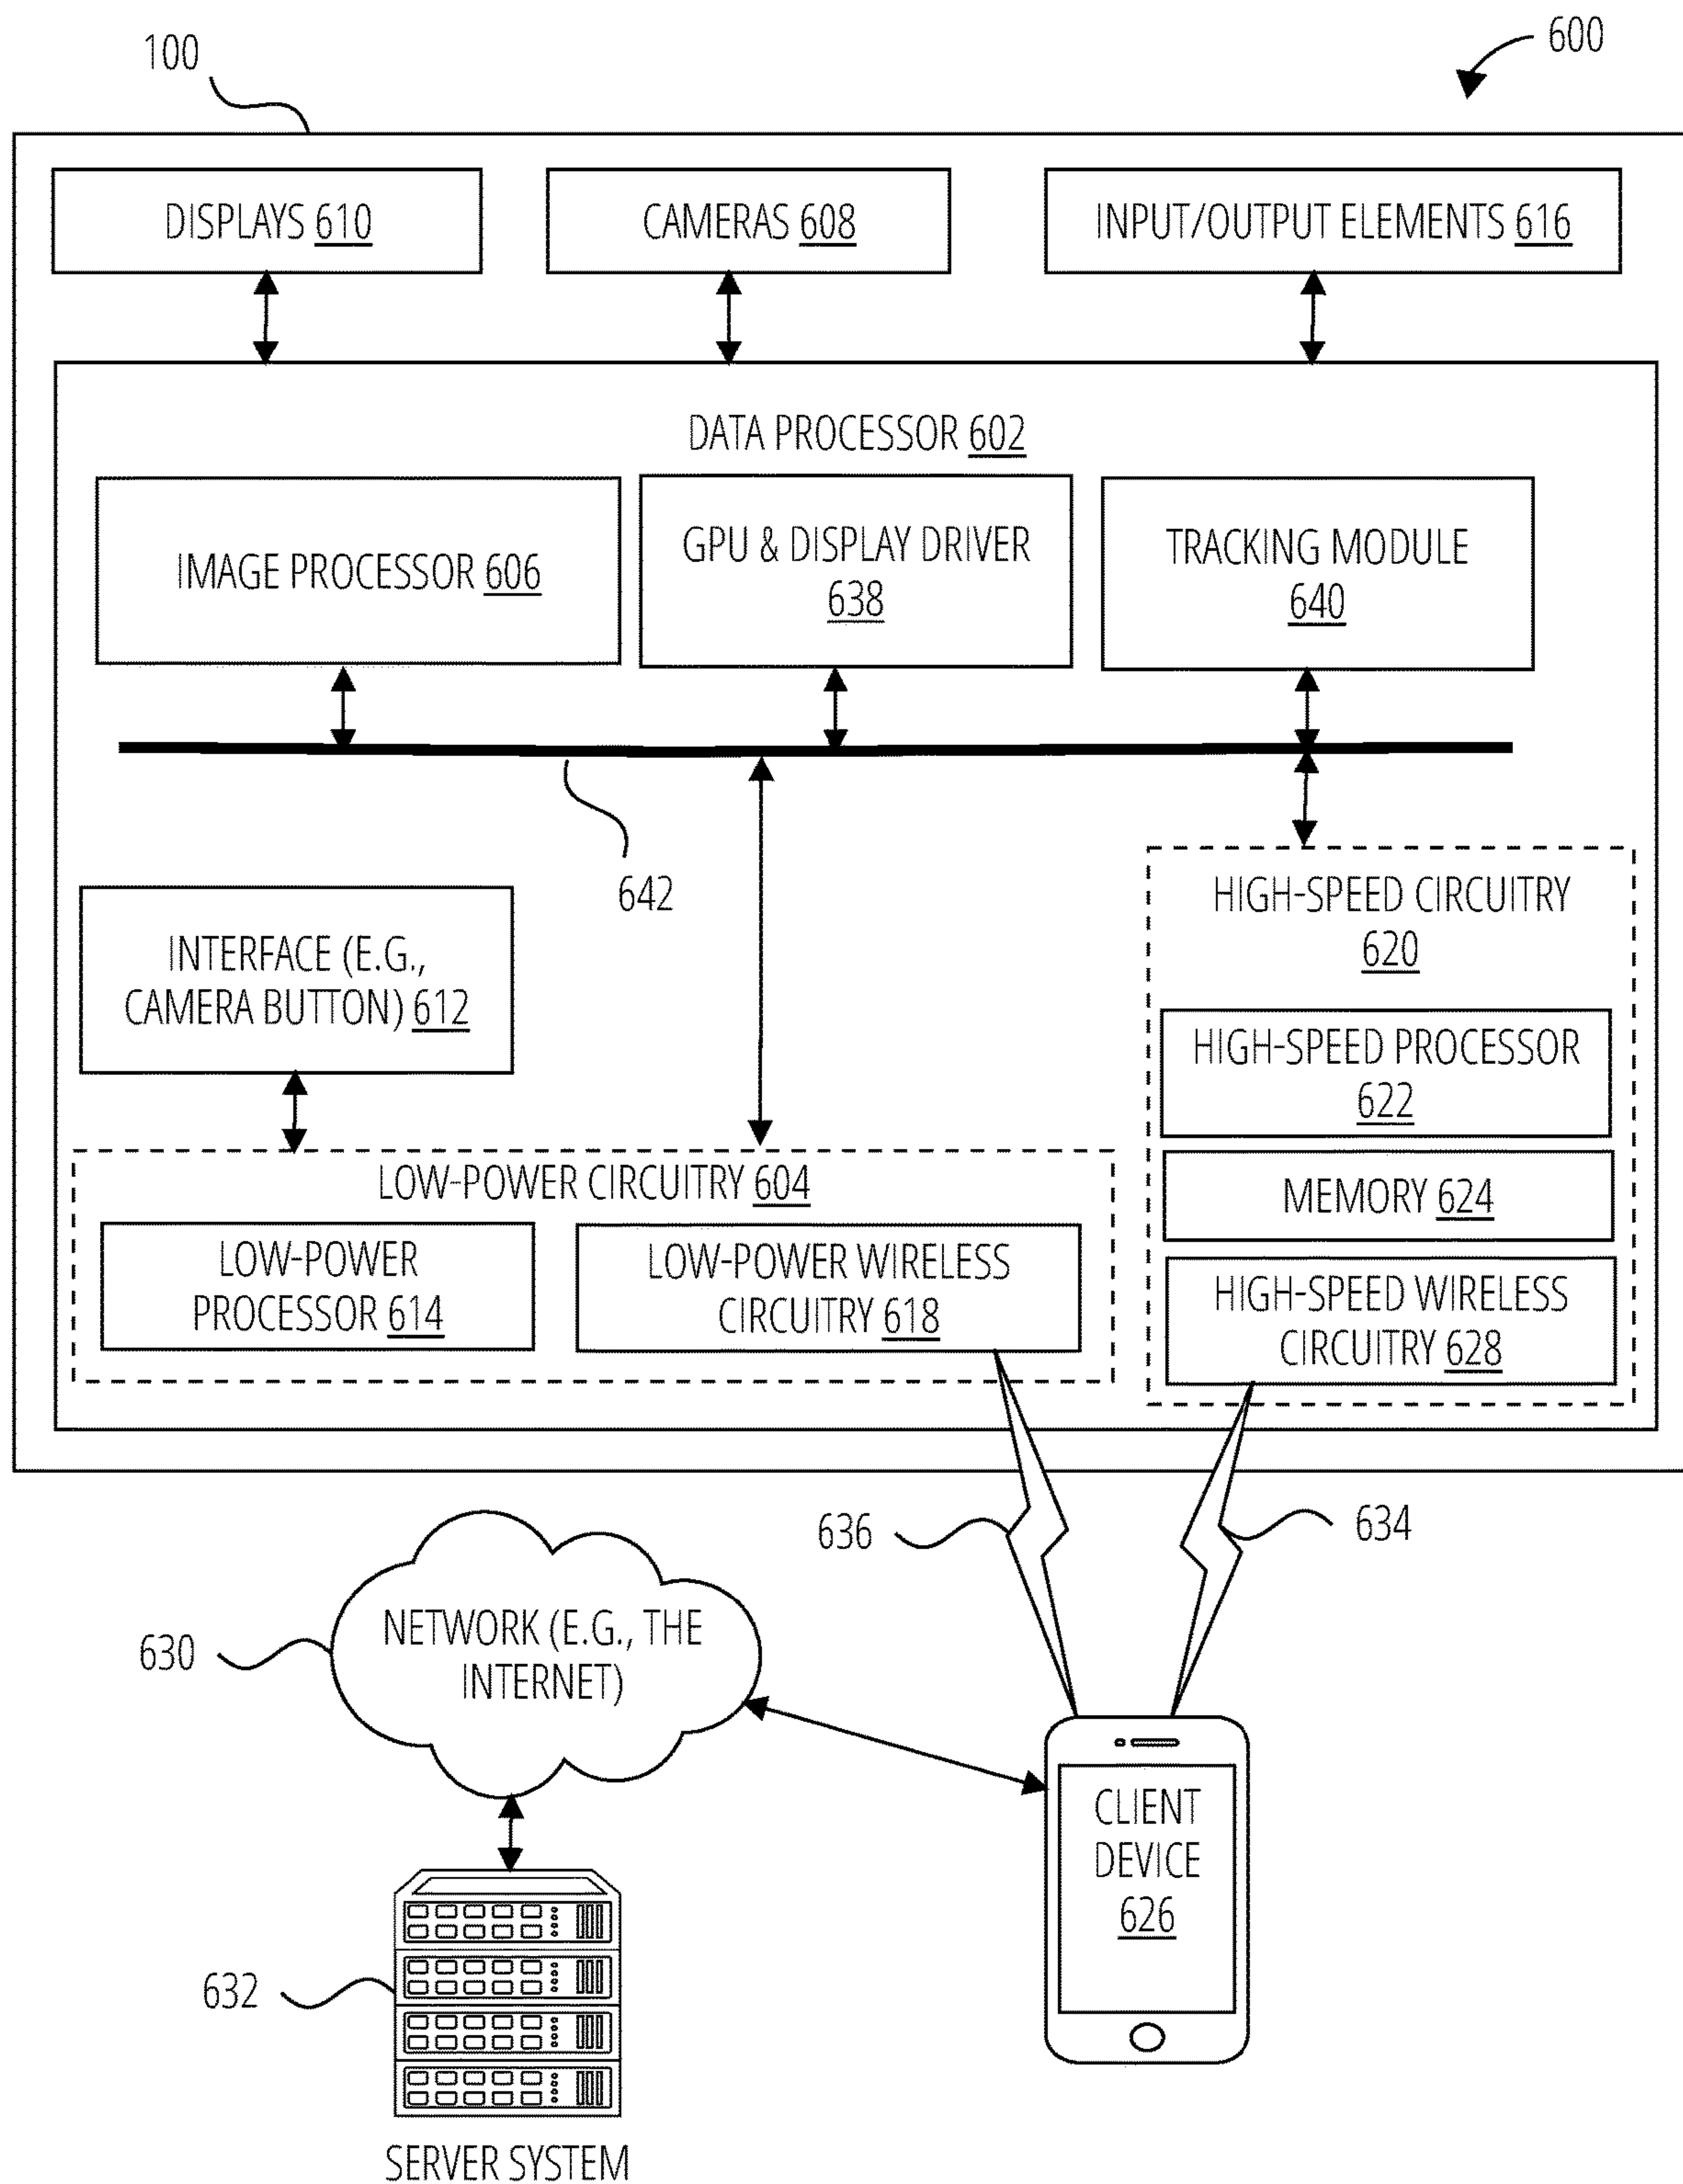 100
600
DISPLAYS 610
CAMERAS 608
INPUT/OUTPUT ELEMENTS 616
DATA PROCESSOR 602
IMAGE PROCESSOR 606
GPU & DISPLAY DRIVER
638
TRACKING MODULE
640
642
INTERFACE (E.G.,
CAMERA BUTTON) 612
HIGH-SPEED CIRCUITRY
620
HIGH-SPEED PROCESSOR
622
MEMORY 624
HIGH-SPEED WIRELESS
CIRCUITRY 628
LOW-POWER CIRCUITRY 604
LOW-POWER
PROCESSOR 614
LOW-POWER WIRELESS
CIRCUITRY 618
636
634
630
NETWORK (E.G., THE
INTERNET)
CLIENT
DEVICE
626
632
SERVER SYSTEM